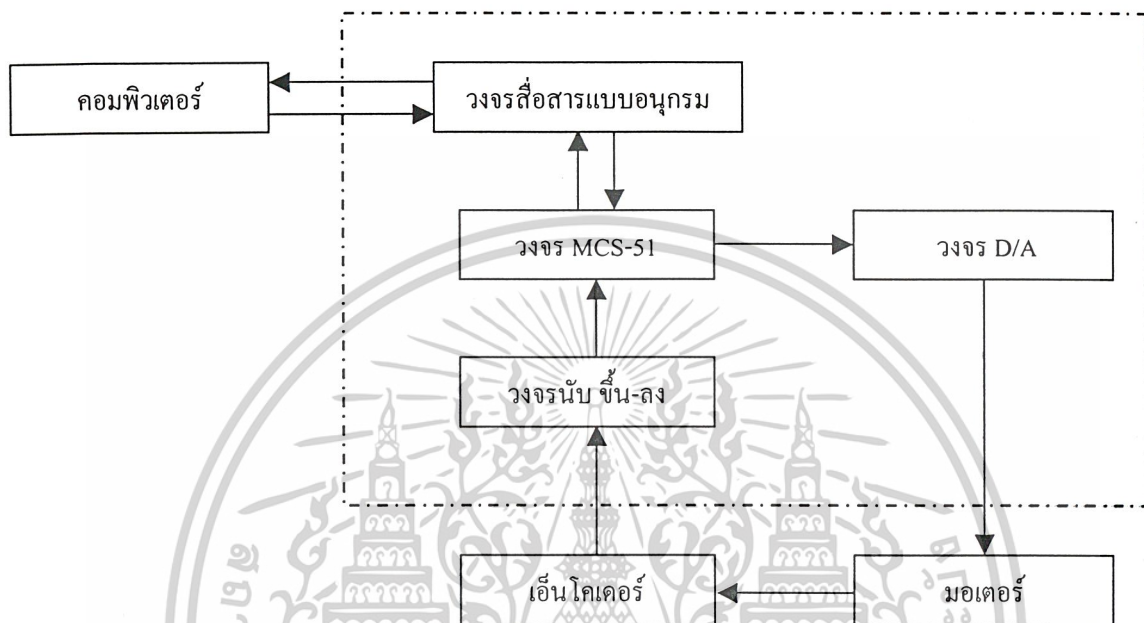 คอมพิวเตอร์
วงจรสื่อสารแบบอนุกรม
วงจร MCS-51
วงจร D/A
วงจรนับ ขึ้น-ลง
เอ็นโคเดอร์
มอเตอร์